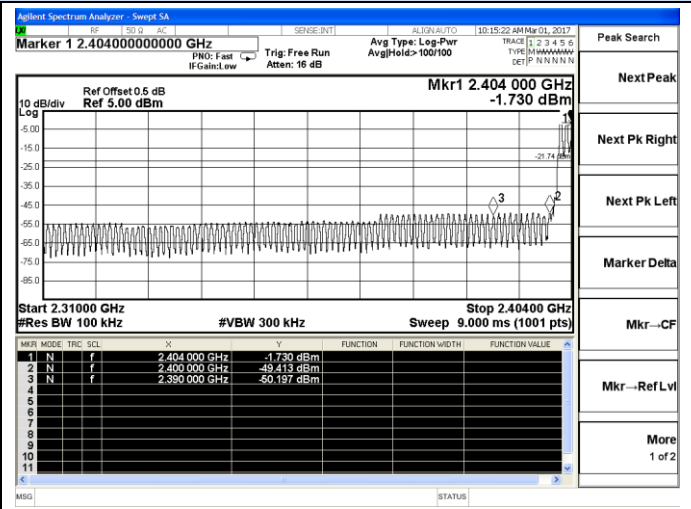 Agilent Spectrum Analyzer - Swept SA
LXI RF 50 Ω AC SENSE:INT ALIGN AUTO 10:15:22 AM Mar 01, 2017
Marker 1 2.404000000000 GHz
PNO: Fast
IFGain:Low
Trig: Free Run
Atten: 16 dB
Avg Type: Log-Pwr
Avg|Hold:>100/100
TRACE 1 2 3 4 5 6
TYPE MWWWWW
DET P N N N N N
Peak Search
Next Peak
Next Pk Right
Next Pk Left
Marker Delta
Mkr→CF
Mkr→Ref Lvl
More
1 of 2
Ref Offset 0.5 dB
10 dB/div Ref 5.00 dBm
Log
Mkr1 2.404 000 GHz
-1.730 dBm
1
-5.00
-15.0
-21.74 dBm
-25.0
-35.0
3
2
-45.0
-55.0
-65.0
-75.0
-85.0
Start 2.31000 GHz Stop 2.40400 GHz
#Res BW 100 kHz #VBW 300 kHz Sweep 9.000 ms (1001 pts)
MKR MODE TRC SCL X Y FUNCTION FUNCTION WIDTH FUNCTION VALUE
1 N f 2.404 000 GHz -1.730 dBm
2 N f 2.400 000 GHz -49.413 dBm
3 N f 2.390 000 GHz -50.197 dBm
4
5
6
7
8
9
10
11
MSG STATUS